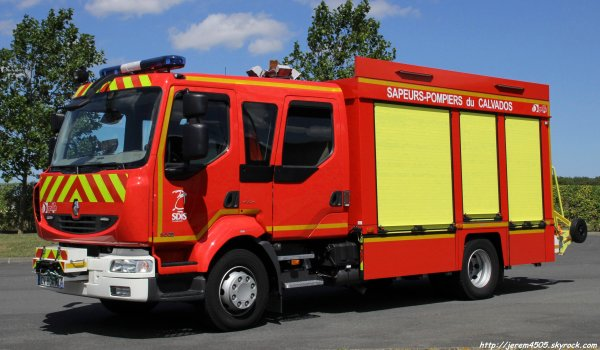 SAPEURS-POMPIERS du CALVADOS
SDIS
http://jerem4505.skyrock.com